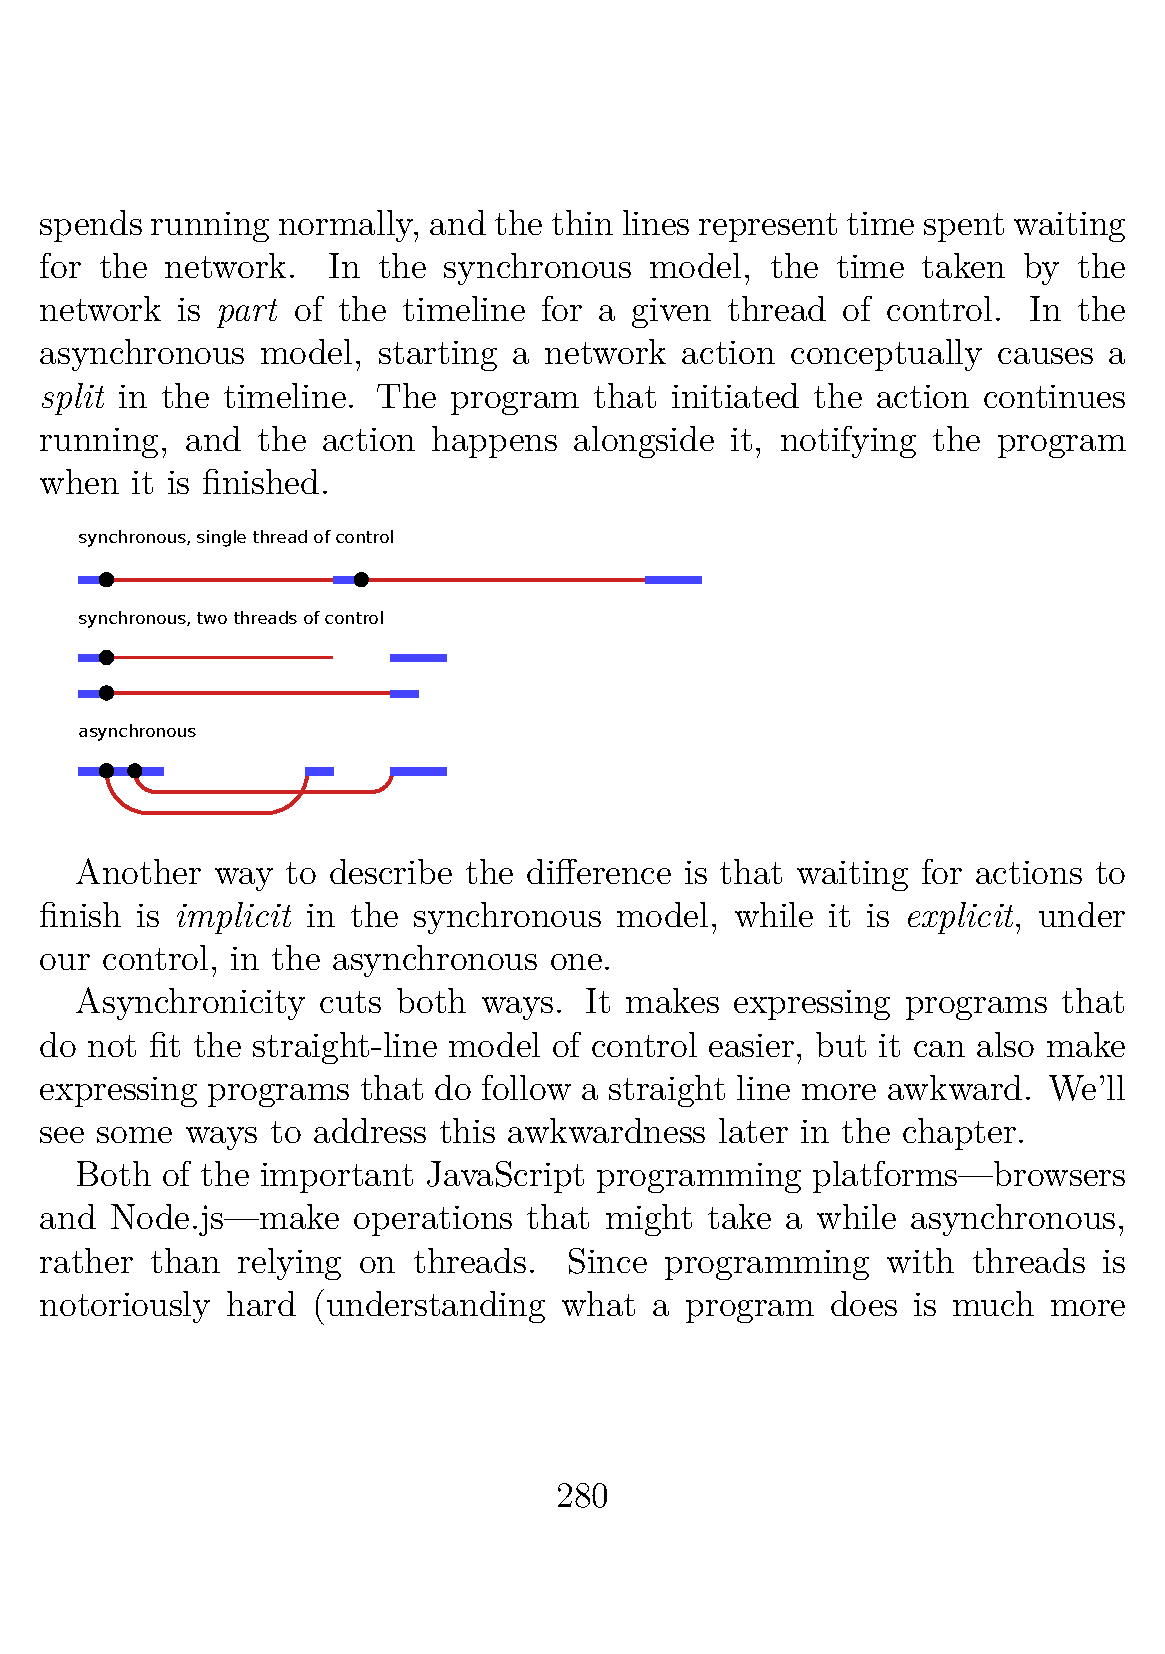 spends running normally, and the thin lines represent time spent waiting
for the network. In the synchronous model, the time taken by the
network is part of the timeline for a given thread of control. In the
asynchronous model, starting a network action conceptually causes a
split in the timeline. The program that initiated the action continues
running, and the action happens alongside it, notifying the program
when it is finished.
synchronous, single thread of control
synchronous, two threads of control
asynchronous
Another way to describe the difference is that waiting for actions to
finish is implicit in the synchronous model, while it is explicit, under
our control, in the asynchronous one.
Asynchronicity cuts both ways. It makes expressing programs that
do not fit the straight-line model of control easier, but it can also make
expressing programs that do follow a straight line more awkward. We'll
see some ways to address this awkwardness later in the chapter.
Both of the important JavaScript programming platforms—browsers
and Node.js—make operations that might take a while asynchronous,
rather than relying on threads. Since programming with threads is
notoriously hard (understanding what a program does is much more
280